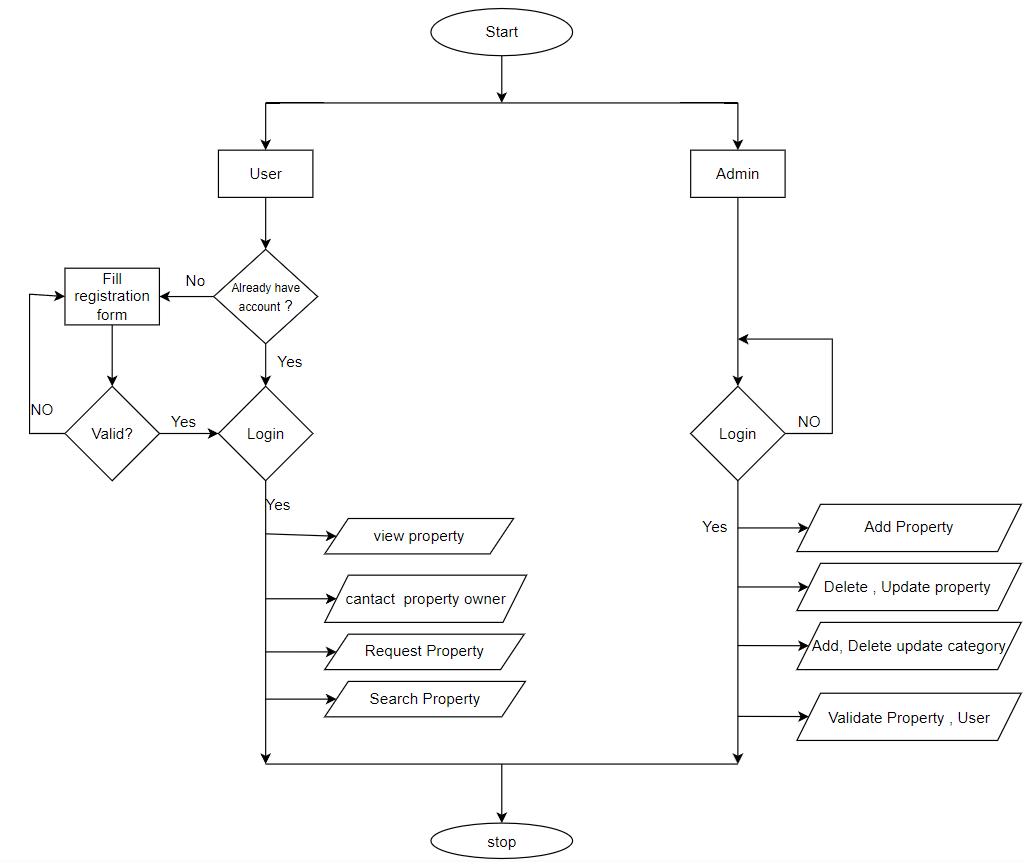 Start
User
Admin
Fill
registration
form
No
Already have
account ?
Yes
NO
Valid?
Yes
Login
Login
NO
Yes
view property
cantact  property owner
Request Property
Search Property
Yes
Add Property
Delete , Update property
Add, Delete update category
Validate Property , User
stop